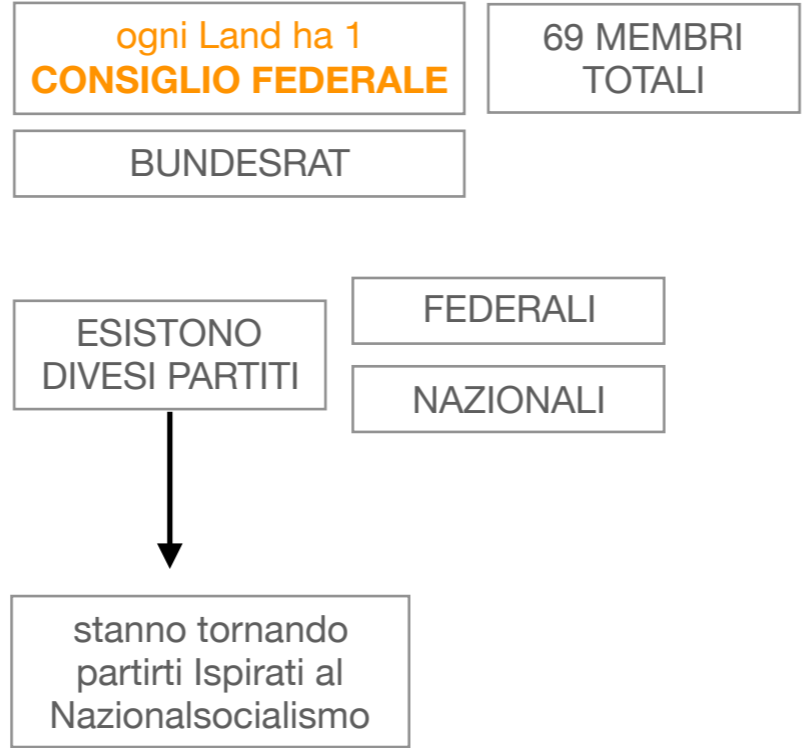 ogni Land ha 1
CONSIGLIO FEDERALE
69 MEMBRI
TOTALI
BUNDESRAT
ESISTONO
DIVESI PARTITI
FEDERALI
NAZIONALI
stanno tornando
partirti Ispirati al
Nazionalsocialismo